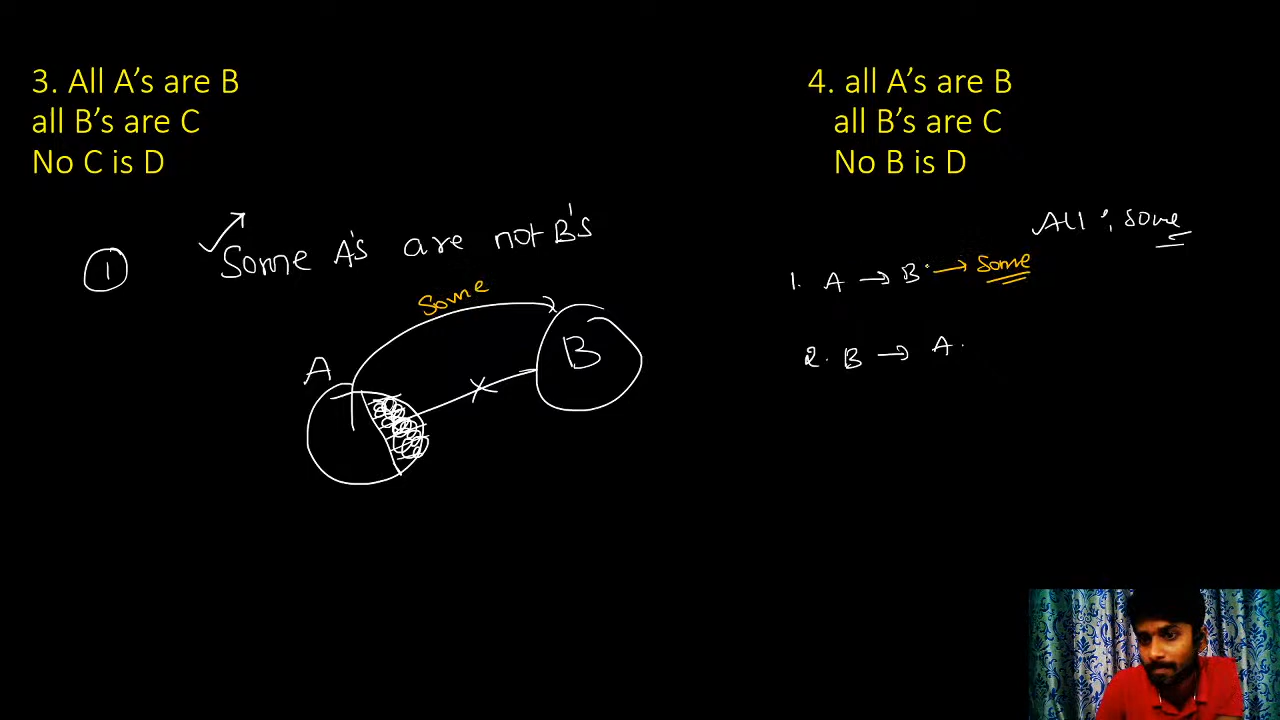 3. All A's are B
all B's are C
No C is D
4. all A's are B
all B's are C
No B is D
1 Some A's are not B's
All ; some
1. A → B → Some
2. B → A.
Some
A
B